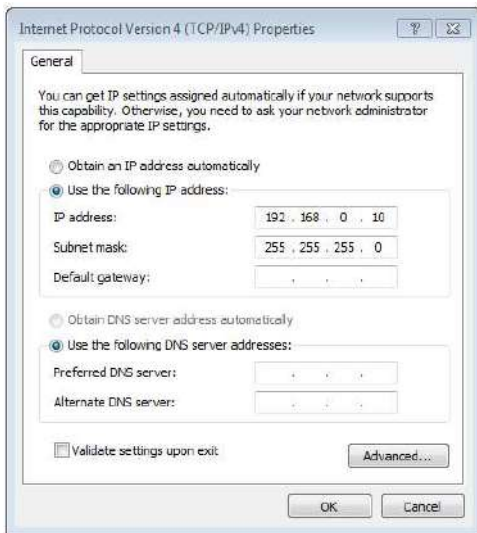 Internet Protocol Version 4 (TCP/IPv4) Properties
General
You can get IP settings assigned automatically if your network supports
this capability. Otherwise, you need to ask your network administrator
for the appropriate IP settings.
Obtain an IP address automatically
Use the following IP address:
IP address: 192 . 168 . 0 . 10
Subnet mask: 255 . 255 . 255 . 0
Default gateway: . . .
Obtain DNS server address automatically
Use the following DNS server addresses:
Preferred DNS server: . . .
Alternate DNS server: . . .
Validate settings upon exit
Advanced...
OK Cancel